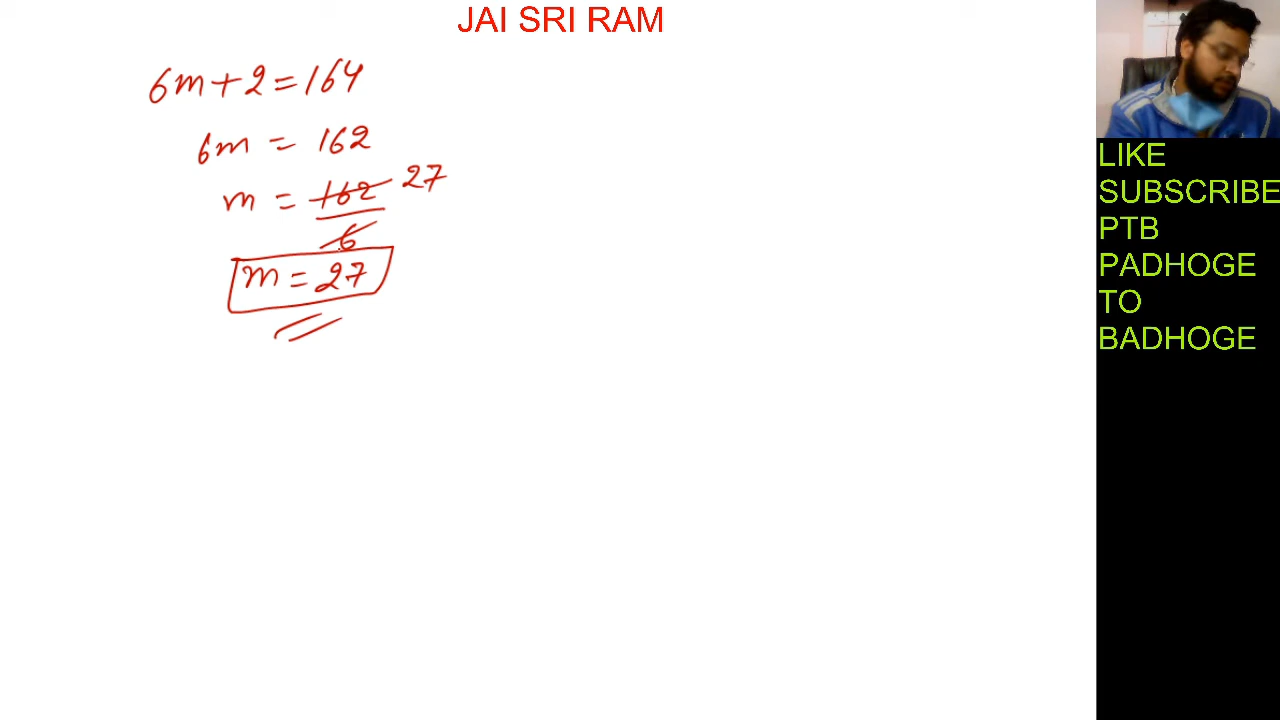 JAI SRI RAM
6m+2=164
6m = 162
m = 162 27
6
m = 27
LIKE
SUBSCRIBE
PTB
PADHOGE
TO
BADHOGE